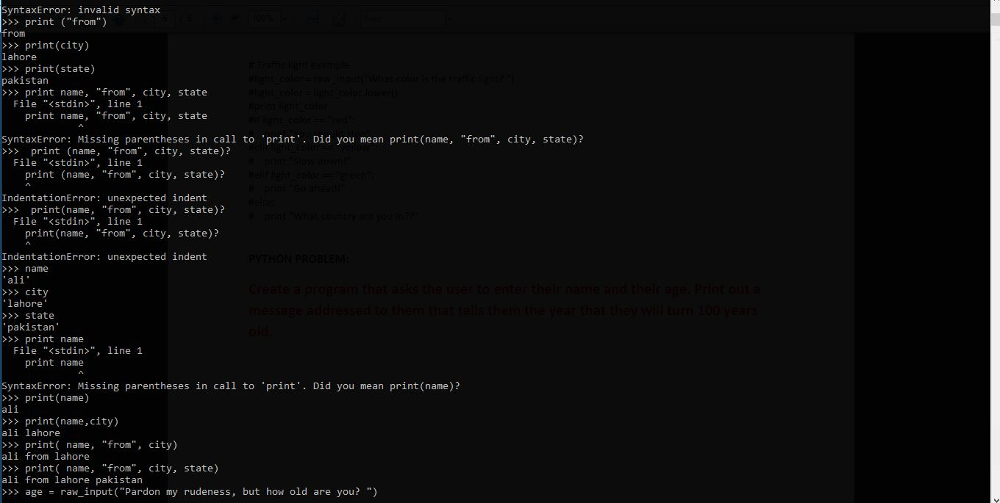 SyntaxError: invalid syntax
>>> print ("from")
from
>>> print(city)
lahore
>>> print(state)
pakistan
>>> print name, "from", city, state
  File "<stdin>", line 1
    print name, "from", city, state
             ^
SyntaxError: Missing parentheses in call to 'print'. Did you mean print(name, "from", city, state)?
>>>  print (name, "from", city, state)?
  File "<stdin>", line 1
    print (name, "from", city, state)?
    ^
IndentationError: unexpected indent
>>>  print(name, "from", city, state)?
  File "<stdin>", line 1
    print(name, "from", city, state)?
    ^
IndentationError: unexpected indent
>>> name
'ali'
>>> city
'lahore'
>>> state
'pakistan'
>>> print name
  File "<stdin>", line 1
    print name
             ^
SyntaxError: Missing parentheses in call to 'print'. Did you mean print(name)?
>>> print(name)
ali
>>> print(name,city)
ali lahore
>>> print( name, "from", city)
ali from lahore
>>> print( name, "from", city, state)
ali from lahore pakistan
>>> age = raw_input("Pardon my rudeness, but how old are you? ")
6 / 6 100% Find
# Traffic light example
#light_color = raw_input("What color is the traffic light? ")
#light_color = light_color.lower()
#print light_color
#if light_color == "red":
#    print "You should stop"
#elif light_color == "yellow":
#    print "Slow down!"
#elif light_color == "green":
#    print "Go ahead!"
#else:
#    print "What country are you in??"
PYTHON PROBLEM:
Create a program that asks the user to enter their name and their age. Print out a
message addressed to them that tells them the year that they will turn 100 years
old.